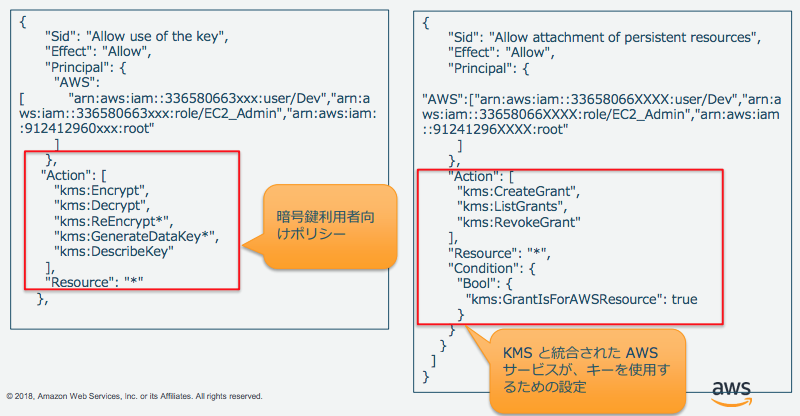 {
"Sid": "Allow use of the key",
"Effect": "Allow",
"Principal": {
"AWS":
[ "arn:aws:iam::336580663xxx:user/Dev","arn:a
ws:iam::336580663xxx:role/EC2_Admin","arn:aws:iam:
:912412960xxx:root"
]
},
"Action": [
"kms:Encrypt",
"kms:Decrypt",
"kms:ReEncrypt*",
"kms:GenerateDataKey*",
"kms:DescribeKey"
],
"Resource": "*"
},
暗号鍵利用者向
けポリシー
{
"Sid": "Allow attachment of persistent resources",
"Effect": "Allow",
"Principal": {
"AWS":["arn:aws:iam::33658066XXXX:user/Dev","arn:a
ws:iam::33658066XXXX:role/EC2_Admin","arn:aws:iam
::91241296XXXX:root"
]
},
"Action": [
"kms:CreateGrant",
"kms:ListGrants",
"kms:RevokeGrant"
],
"Resource": "*",
"Condition": {
"Bool": {
"kms:GrantIsForAWSResource": true
}
}
}
]
}
KMS と統合された AWS
サービスが、キーを使用す
るための設定
© 2018, Amazon Web Services, Inc. or its Affiliates. All rights reserved.
aws